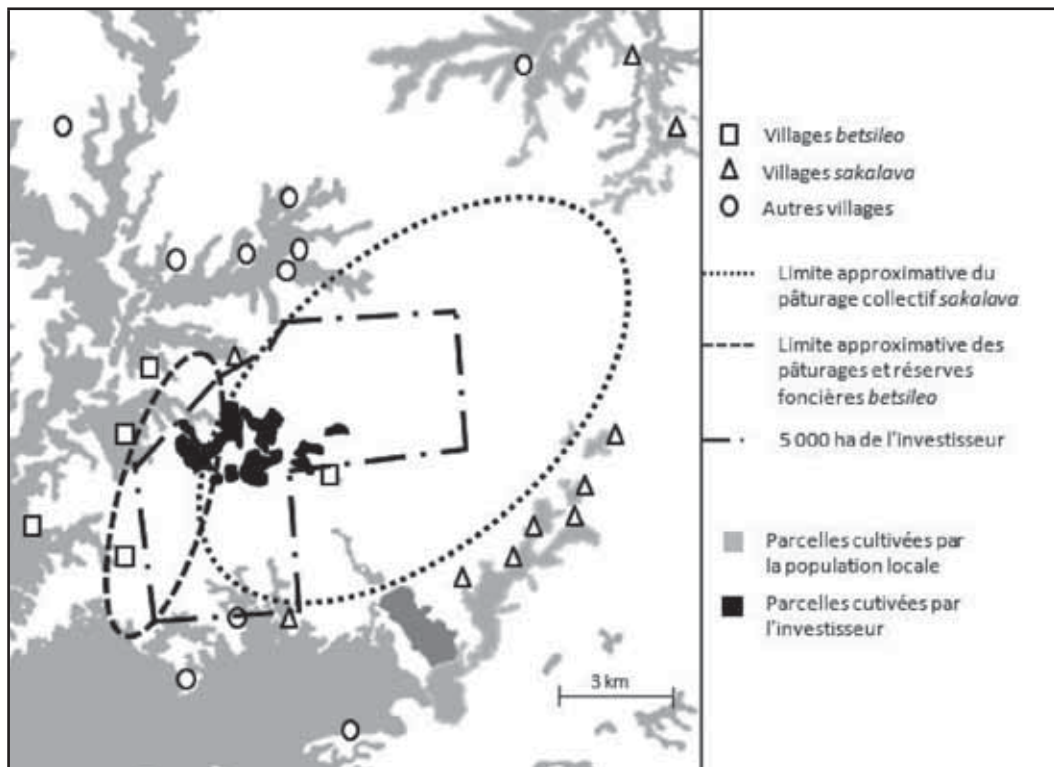 Villages betsileo
Villages sakalava
Autres villages
Limite approximative du
pâturage collectif sakalava
Limite approximative des
pâturages et réserves
foncières betsileo
5 000 ha de l'investisseur
Parcelles cultivées par
la population locale
Parcelles cutivées par
l'investisseur
3 km